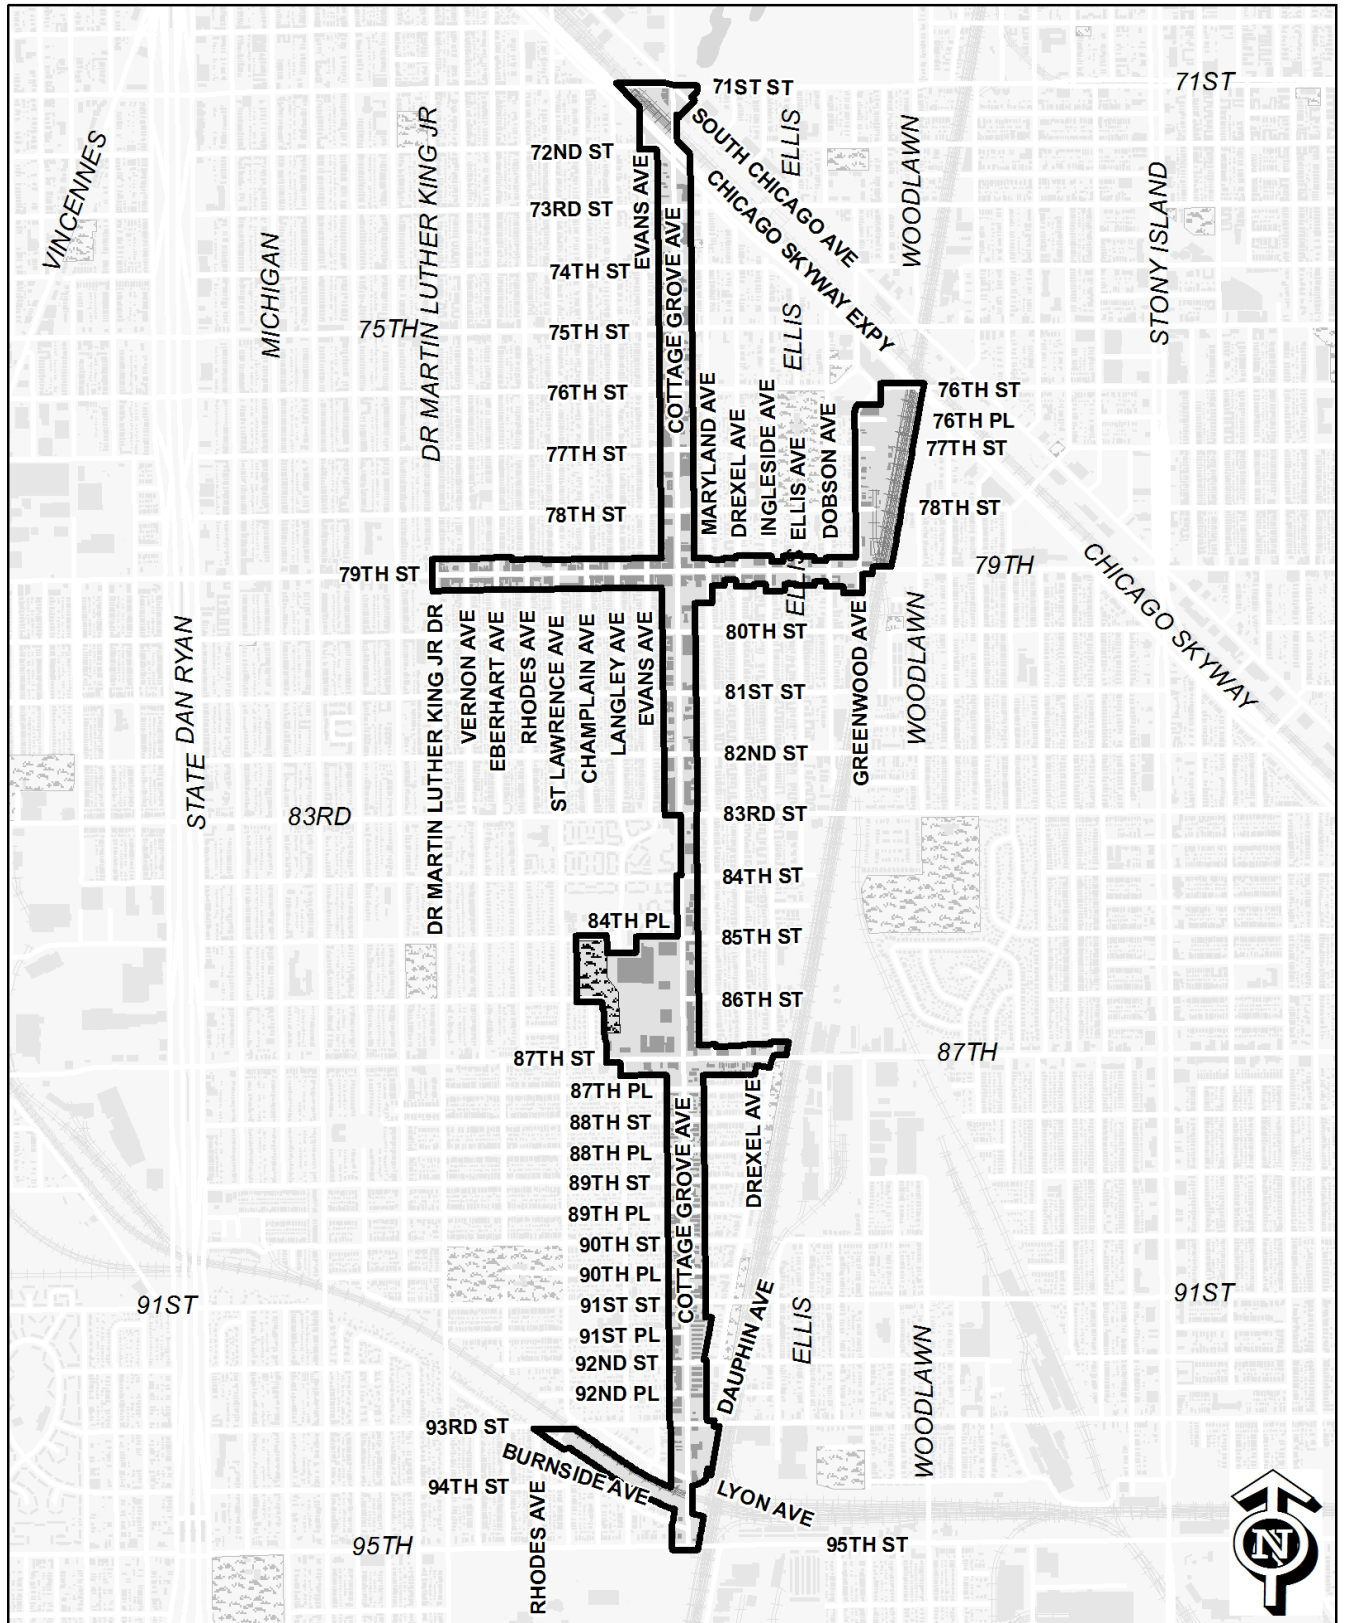 71ST ST
71ST
VINCENNES
MICHIGAN
DR MARTIN LUTHER KING JR
72ND ST
73RD ST
74TH ST
75TH
75TH ST
76TH ST
77TH ST
78TH ST
EVANS AVE
COTTAGE GROVE AVE
SOUTH CHICAGO AVE
CHICAGO SKYWAY EXPY
ELLIS
ELLIS
WOODLAWN
STONY ISLAND
MARYLAND AVE
DREXEL AVE
INGLESIDE AVE
ELLIS AVE
DOBSON AVE
76TH ST
76TH PL
77TH ST
78TH ST
79TH ST
ELLIS
79TH
CHICAGO SKYWAY
STATE
DAN RYAN
DR MARTIN LUTHER KING JR DR
VERNON AVE
EBERHART AVE
RHODES AVE
ST LAWRENCE AVE
CHAMPLAIN AVE
LANGLEY AVE
EVANS AVE
80TH ST
81ST ST
82ND ST
83RD ST
84TH ST
85TH ST
86TH ST
GREENWOOD AVE
WOODLAWN
83RD
84TH PL
87TH ST
87TH
87TH PL
88TH ST
88TH PL
89TH ST
89TH PL
90TH ST
90TH PL
91ST ST
91ST PL
92ND ST
92ND PL
COTTAGE GROVE AVE
DREXEL AVE
DAUPHIN AVE
ELLIS
WOODLAWN
91ST
91ST
93RD ST
BURNSIDE AVE
94TH ST
LYON AVE
RHODES AVE
95TH
95TH ST
N